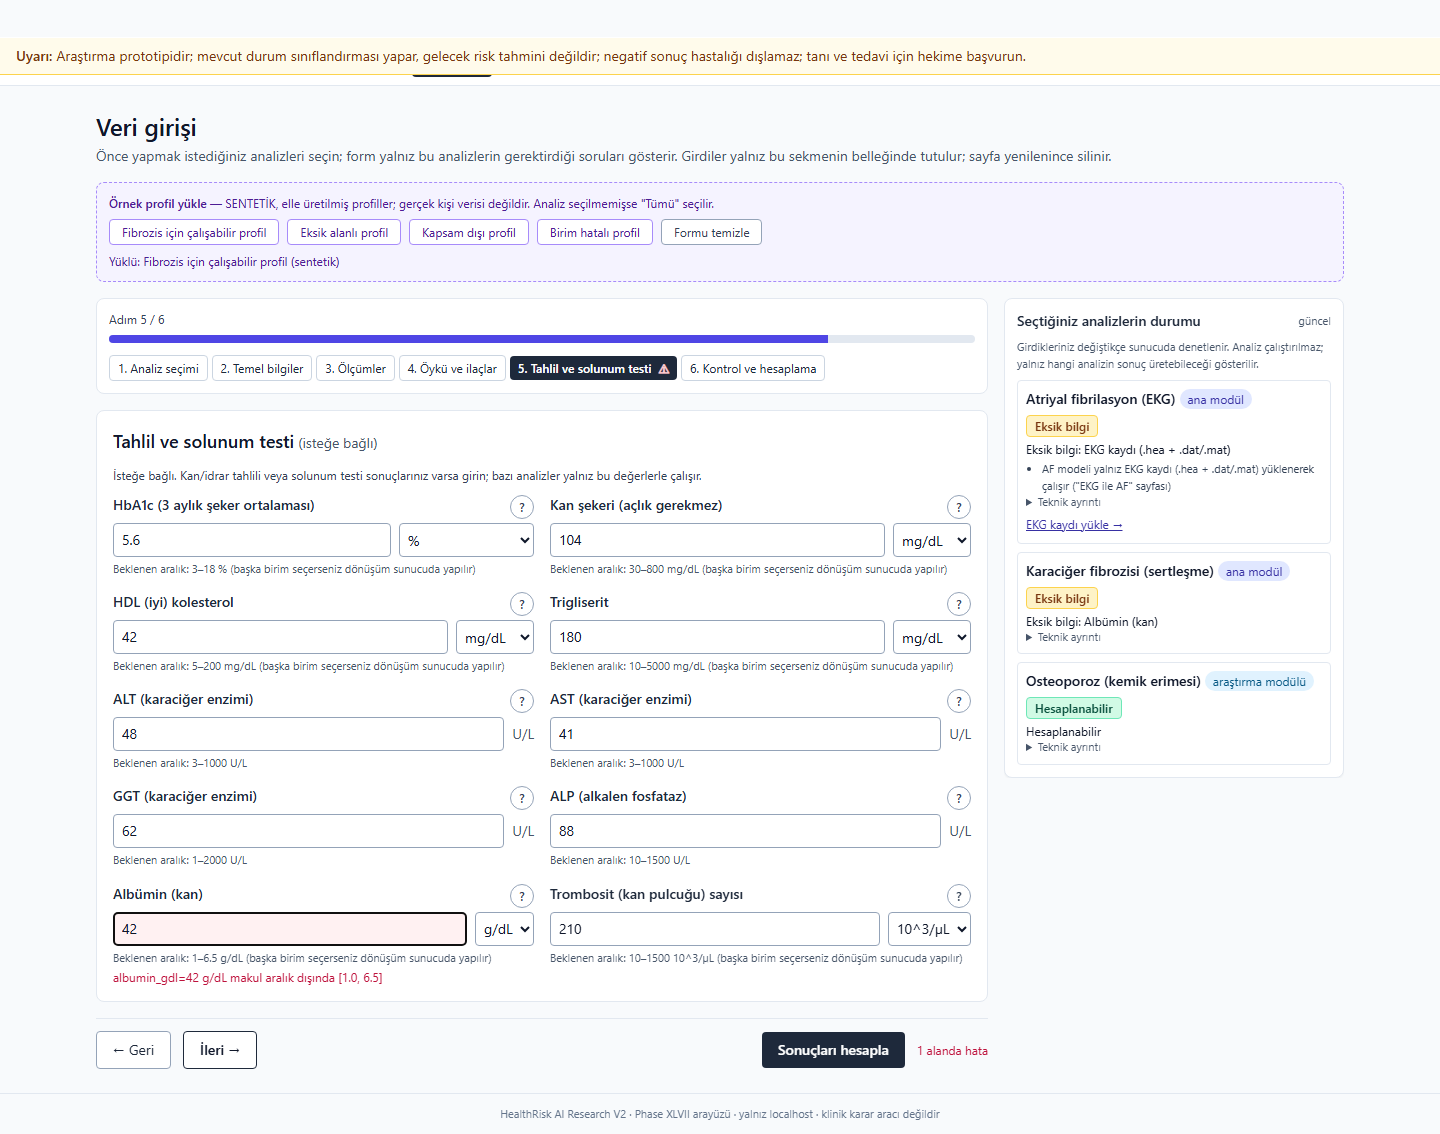 Uyarı: Araştırma prototipidir; mevcut durum sınıflandırması yapar, gelecek risk tahmini değildir; negatif sonuç hastalığı dışlamaz; tanı ve tedavi için hekime başvurun.
Veri girişi
Önce yapmak istediğiniz analizleri seçin; form yalnız bu analizlerin gerektirdiği soruları gösterir. Girdiler yalnız bu sekmenin belleğinde tutulur; sayfa yenilenince silinir.
Örnek profil yükle — SENTETİK, elle üretilmiş profiller; gerçek kişi verisi değildir. Analiz seçilmemişse "Tümü" seçilir.
Fibrozis için çalışabilir profil
Eksik alanlı profil
Kapsam dışı profil
Birim hatalı profil
Formu temizle
Yüklü: Fibrozis için çalışabilir profil (sentetik)
Adım 5 / 6
1. Analiz seçimi
2. Temel bilgiler
3. Ölçümler
4. Öykü ve ilaçlar
5. Tahlil ve solunum testi
6. Kontrol ve hesaplama
Tahlil ve solunum testi (isteğe bağlı)
İsteğe bağlı. Kan/idrar tahlili veya solunum testi sonuçlarınız varsa girin; bazı analizler yalnız bu değerlerle çalışır.
HbA1c (3 aylık şeker ortalaması) ?
5.6 %
Beklenen aralık: 3–18 % (başka birim seçerseniz dönüşüm sunucuda yapılır)
Kan şekeri (açlık gerekmez) ?
104 mg/dL
Beklenen aralık: 30–800 mg/dL (başka birim seçerseniz dönüşüm sunucuda yapılır)
HDL (iyi) kolesterol ?
42 mg/dL
Beklenen aralık: 5–200 mg/dL (başka birim seçerseniz dönüşüm sunucuda yapılır)
Trigliserit ?
180 mg/dL
Beklenen aralık: 10–5000 mg/dL (başka birim seçerseniz dönüşüm sunucuda yapılır)
ALT (karaciğer enzimi) ?
48 U/L
Beklenen aralık: 3–1000 U/L
AST (karaciğer enzimi) ?
41 U/L
Beklenen aralık: 3–1000 U/L
GGT (karaciğer enzimi) ?
62 U/L
Beklenen aralık: 1–2000 U/L
ALP (alkalen fosfataz) ?
88 U/L
Beklenen aralık: 10–1500 U/L
Albümin (kan) ?
42 g/dL
Beklenen aralık: 1–6.5 g/dL (başka birim seçerseniz dönüşüm sunucuda yapılır)
albumin_gdl=42 g/dL makul aralık dışında [1.0, 6.5]
Trombosit (kan pulcuğu) sayısı ?
210 10^3/µL
Beklenen aralık: 10–1500 10^3/µL (başka birim seçerseniz dönüşüm sunucuda yapılır)
← Geri
İleri →
Sonuçları hesapla
1 alanda hata
Seçtiğiniz analizlerin durumu güncel
Girdikleriniz değiştikçe sunucuda denetlenir. Analiz çalıştırılmaz;
yalnız hangi analizin sonuç üretebileceği gösterilir.
Atriyal fibrilasyon (EKG) ana modül
Eksik bilgi
Eksik bilgi: EKG kaydı (.hea + .dat/.mat)
• AF modeli yalnız EKG kaydı (.hea + .dat/.mat) yüklenerek
çalışır ("EKG ile AF" sayfası)
▶ Teknik ayrıntı
EKG kaydı yükle →
Karaciğer fibrozisi (sertleşme) ana modül
Eksik bilgi
Eksik bilgi: Albümin (kan)
▶ Teknik ayrıntı
Osteoporoz (kemik erimesi) araştırma modülü
Hesaplanabilir
Hesaplanabilir
▶ Teknik ayrıntı
HealthRisk AI Research V2 · Phase XLVII arayüzü · yalnız localhost · klinik karar aracı değildir